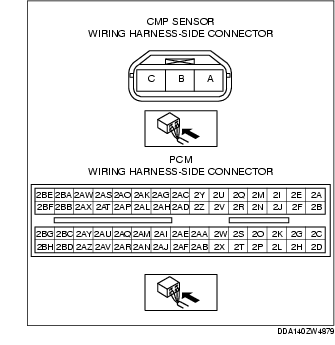 CMP SENSOR
WIRING HARNESS-SIDE CONNECTOR
C B A
PCM
WIRING HARNESS-SIDE CONNECTOR
2BE 2BA 2AW 2AS 2AO 2AK 2AG 2AC 2Y 2U 2Q 2M 2I 2E 2A
2BF 2BB 2AX 2AT 2AP 2AL 2AH 2AD 2Z 2V 2R 2N 2J 2F 2B
2BG 2BC 2AY 2AU 2AQ 2AM 2AI 2AE 2AA 2W 2S 2O 2K 2G 2C
2BH 2BD 2AZ 2AV 2AR 2AN 2AJ 2AF 2AB 2X 2T 2P 2L 2H 2D
DDA140ZW4879